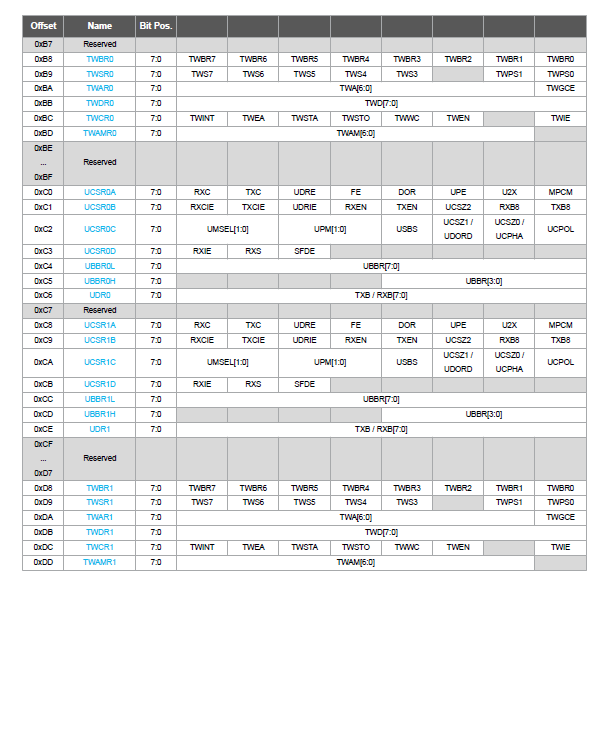 Offset Name Bit Pos.
0xB7 Reserved
0xB8 TWBR0 7:0 TWBR7 TWBR6 TWBR5 TWBR4 TWBR3 TWBR2 TWBR1 TWBR0
0xB9 TWSR0 7:0 TWS7 TWS6 TWS5 TWS4 TWS3 TWPS1 TWPS0
0xBA TWAR0 7:0 TWA[6:0] TWGCE
0xBB TWDR0 7:0 TWD[7:0]
0xBC TWCR0 7:0 TWINT TWEA TWSTA TWSTO TWWC TWEN TWIE
0xBD TWAMR0 7:0 TWAM[6:0]
0xBE
... Reserved
0xBF
0xC0 UCSR0A 7:0 RXC TXC UDRE FE DOR UPE U2X MPCM
0xC1 UCSR0B 7:0 RXCIE TXCIE UDRIE RXEN TXEN UCSZ2 RXB8 TXB8
0xC2 UCSR0C 7:0 UMSEL[1:0] UPM[1:0] USBS UCSZ1 / UDORD UCSZ0 / UCPHA UCPOL
0xC3 UCSR0D 7:0 RXIE RXS SFDE
0xC4 UBBR0L 7:0 UBBR[7:0]
0xC5 UBBR0H 7:0 UBBR[3:0]
0xC6 UDR0 7:0 TXB / RXB[7:0]
0xC7 Reserved
0xC8 UCSR1A 7:0 RXC TXC UDRE FE DOR UPE U2X MPCM
0xC9 UCSR1B 7:0 RXCIE TXCIE UDRIE RXEN TXEN UCSZ2 RXB8 TXB8
0xCA UCSR1C 7:0 UMSEL[1:0] UPM[1:0] USBS UCSZ1 / UDORD UCSZ0 / UCPHA UCPOL
0xCB UCSR1D 7:0 RXIE RXS SFDE
0xCC UBBR1L 7:0 UBBR[7:0]
0xCD UBBR1H 7:0 UBBR[3:0]
0xCE UDR1 7:0 TXB / RXB[7:0]
0xCF
... Reserved
0xD7
0xD8 TWBR1 7:0 TWBR7 TWBR6 TWBR5 TWBR4 TWBR3 TWBR2 TWBR1 TWBR0
0xD9 TWSR1 7:0 TWS7 TWS6 TWS5 TWS4 TWS3 TWPS1 TWPS0
0xDA TWAR1 7:0 TWA[6:0] TWGCE
0xDB TWDR1 7:0 TWD[7:0]
0xDC TWCR1 7:0 TWINT TWEA TWSTA TWSTO TWWC TWEN TWIE
0xDD TWAMR1 7:0 TWAM[6:0]